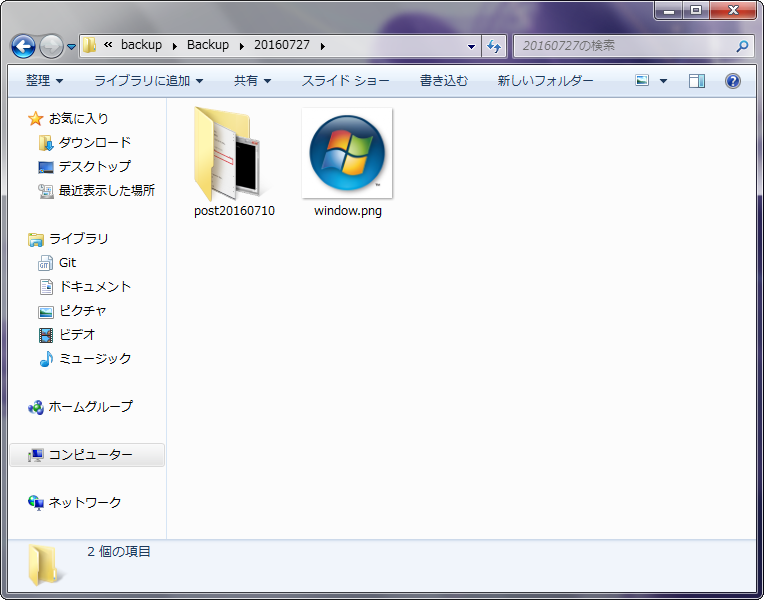 « backup ▸ Backup ▸ 20160727 ▸
20160727の検索
整理 ライブラリに追加 共有 スライド ショー 書き込む 新しいフォルダー
お気に入り
ダウンロード
デスクトップ
最近表示した場所
ライブラリ
Git
ドキュメント
ピクチャ
ビデオ
ミュージック
ホームグループ
コンピューター
ネットワーク
post20160710
window.png
2 個の項目